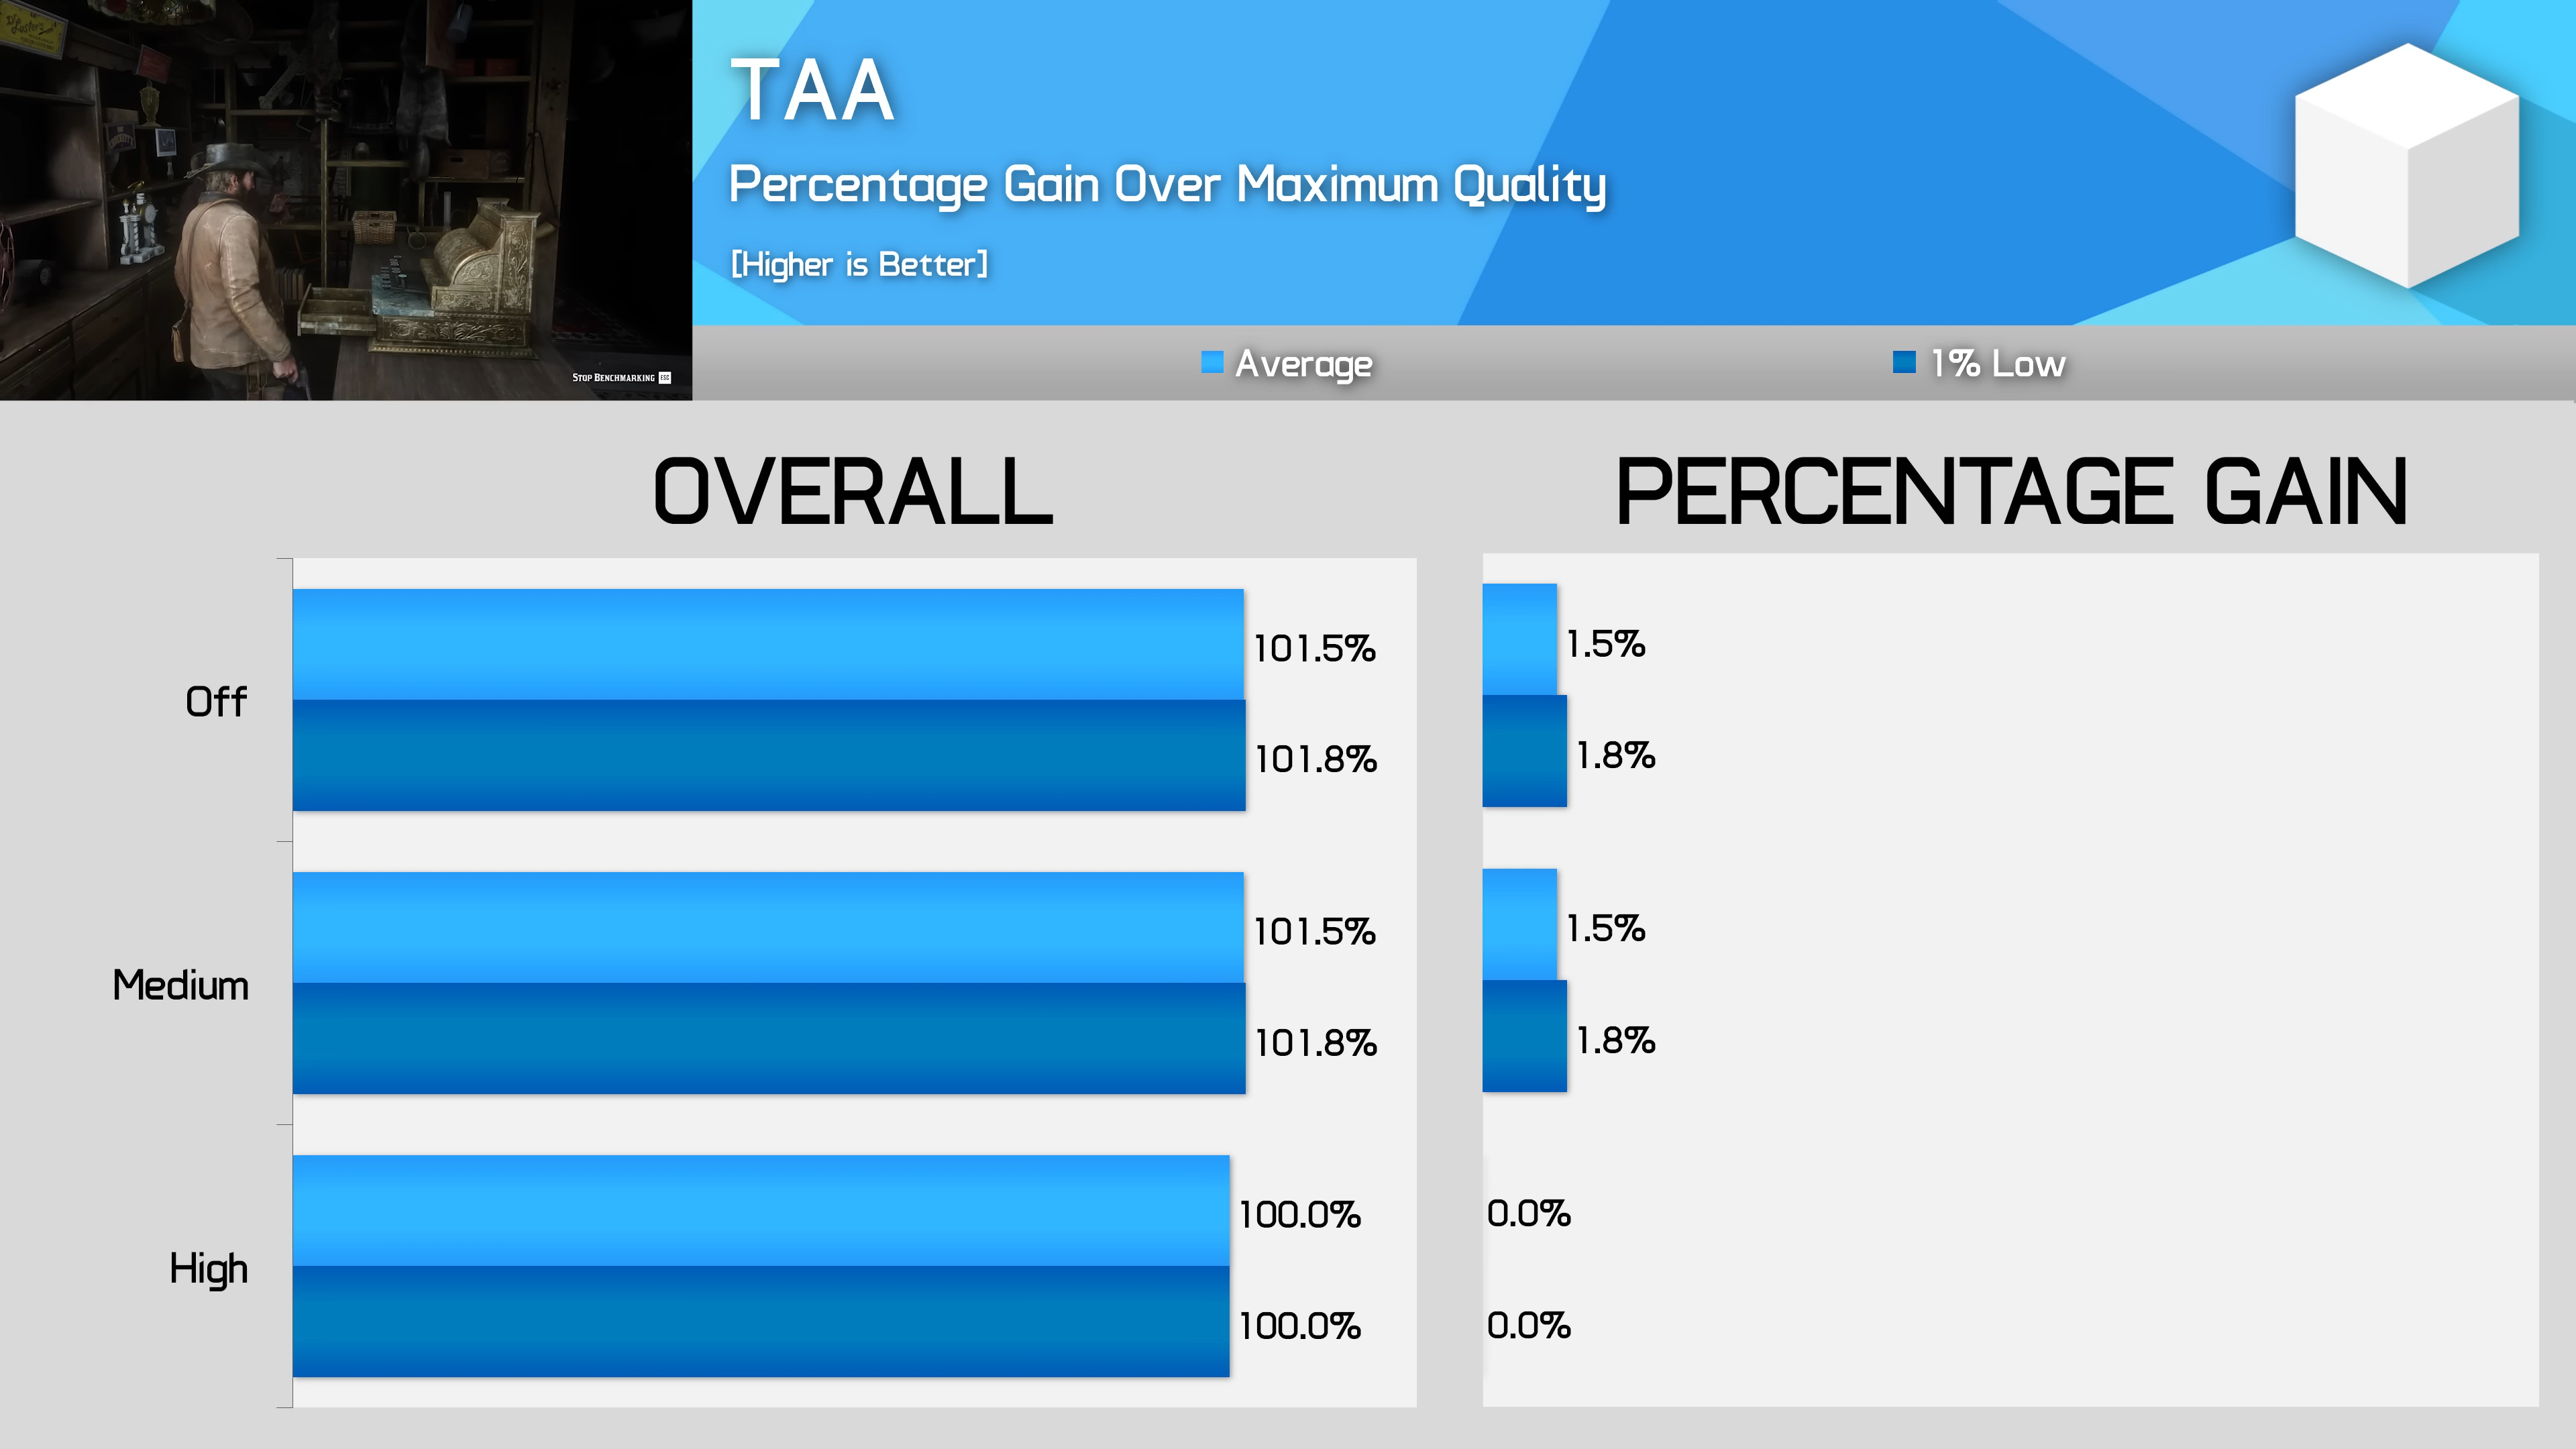 TAA
Percentage Gain Over Maximum Quality
[Higher is Better]
STOP BENCHMARKING ESC
Average
1% Low
OVERALL
PERCENTAGE GAIN
Off
101.5%
101.8%
1.5%
1.8%
Medium
101.5%
101.8%
1.5%
1.8%
High
100.0%
100.0%
0.0%
0.0%